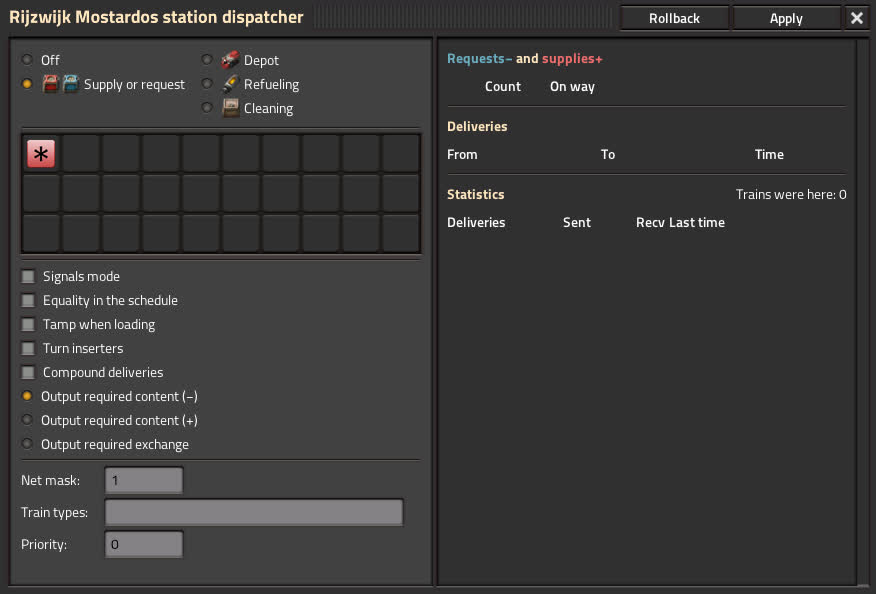 Rijzwijk Mostardos station dispatcher
Rollback
Apply
Off
Depot
Supply or request
Refueling
Cleaning
Signals mode
Equality in the schedule
Tamp when loading
Turn inserters
Compound deliveries
Output required content (−)
Output required content (+)
Output required exchange
Net mask: 1
Train types:
Priority: 0
Requests− and supplies+
Count On way
Deliveries
From To Time
Statistics Trains were here: 0
Deliveries Sent Recv Last time